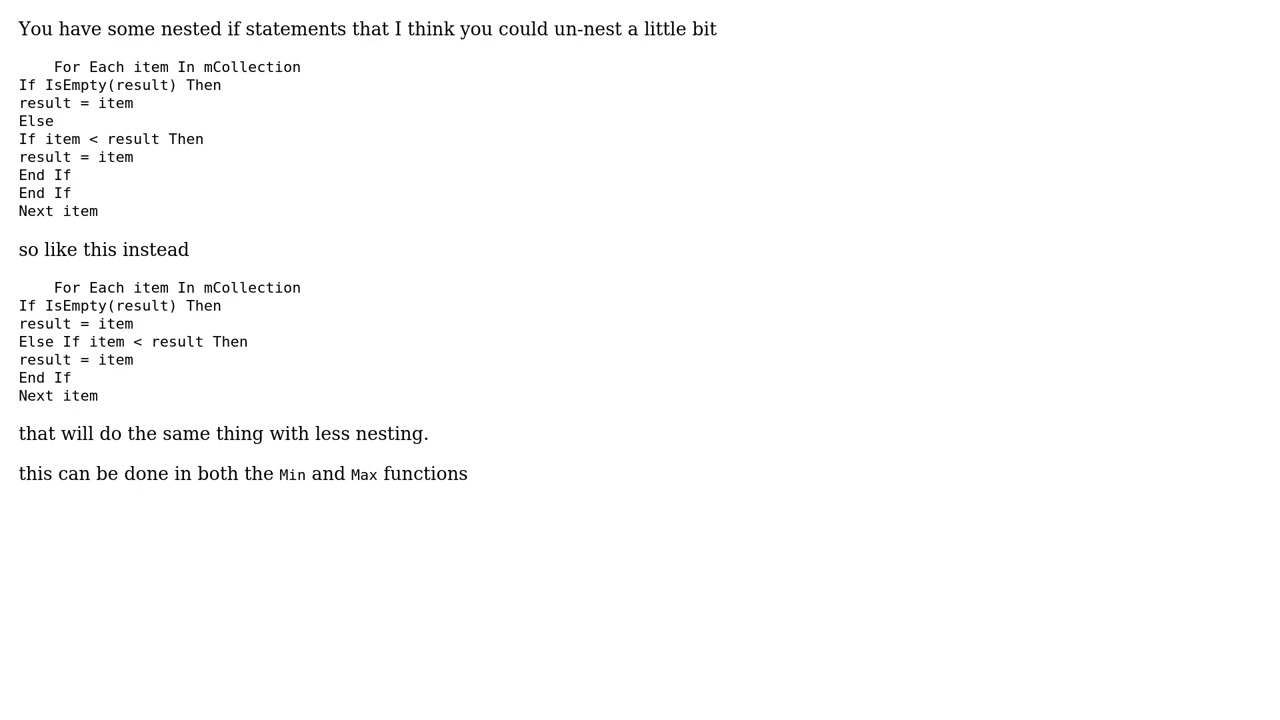 You have some nested if statements that I think you could un-nest a little bit
    For Each item In mCollection
If IsEmpty(result) Then
result = item
Else
If item < result Then
result = item
End If
End If
Next item
so like this instead
    For Each item In mCollection
If IsEmpty(result) Then
result = item
Else If item < result Then
result = item
End If
Next item
that will do the same thing with less nesting.
this can be done in both the Min and Max functions